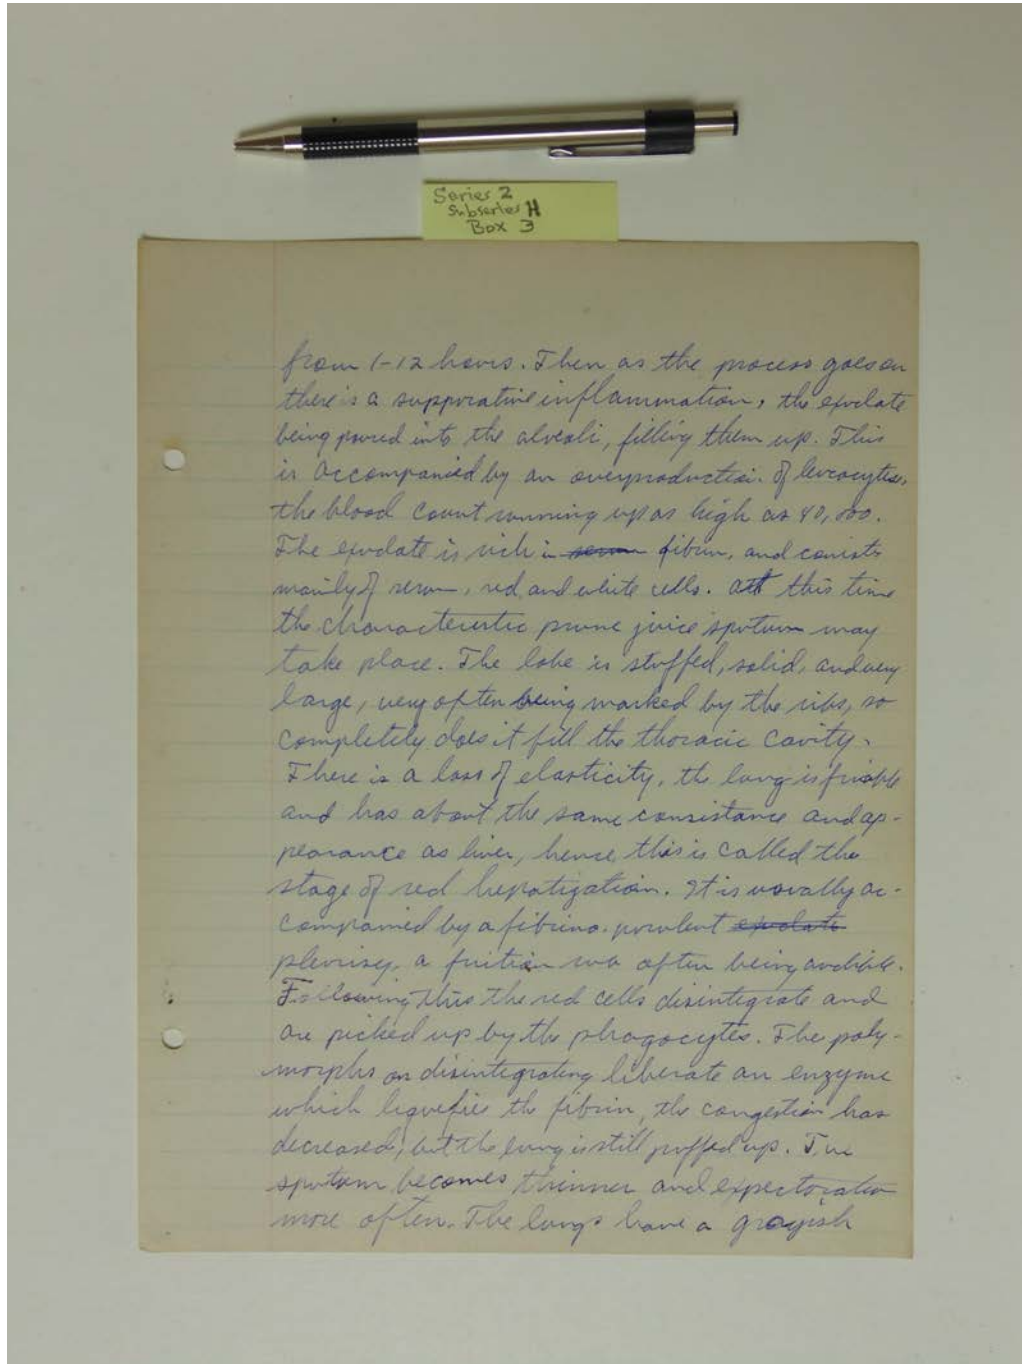 Series 2
Subseries H
Box 3
from 1-12 hours. Then as the process goes on
there is a suppurative inflammation, the exudate
being poured into the alveoli, filling them up. This
is accompanied by an overproduction of leucocytes,
the blood count running up as high as 40,000.
The exudate is rich in serum fibrin, and consists
mainly of serum, red and white cells. At this time
the characteristic prune juice sputum may
take place. The lobe is stuffed, solid, and very
large, very often being marked by the ribs, so
completely does it fill the thoracic cavity.
There is a loss of elasticity, the lung is friable
and has about the same consistance and ap-
pearance as liver, hence this is called the
stage of red hepatization. It is usually ac-
companied by a fibrino-purulent exudate
pleurisy, a friction rub often being audible.
Following this the red cells disintegrate and
are picked up by the phagocytes. The poly-
morphs on disintegrating liberate an enzyme
which liquefies the fibrin, the congestion has
decreased, but the lung is still puffed up. The
sputum becomes thinner and expectoration
more often. The lungs have a grayish